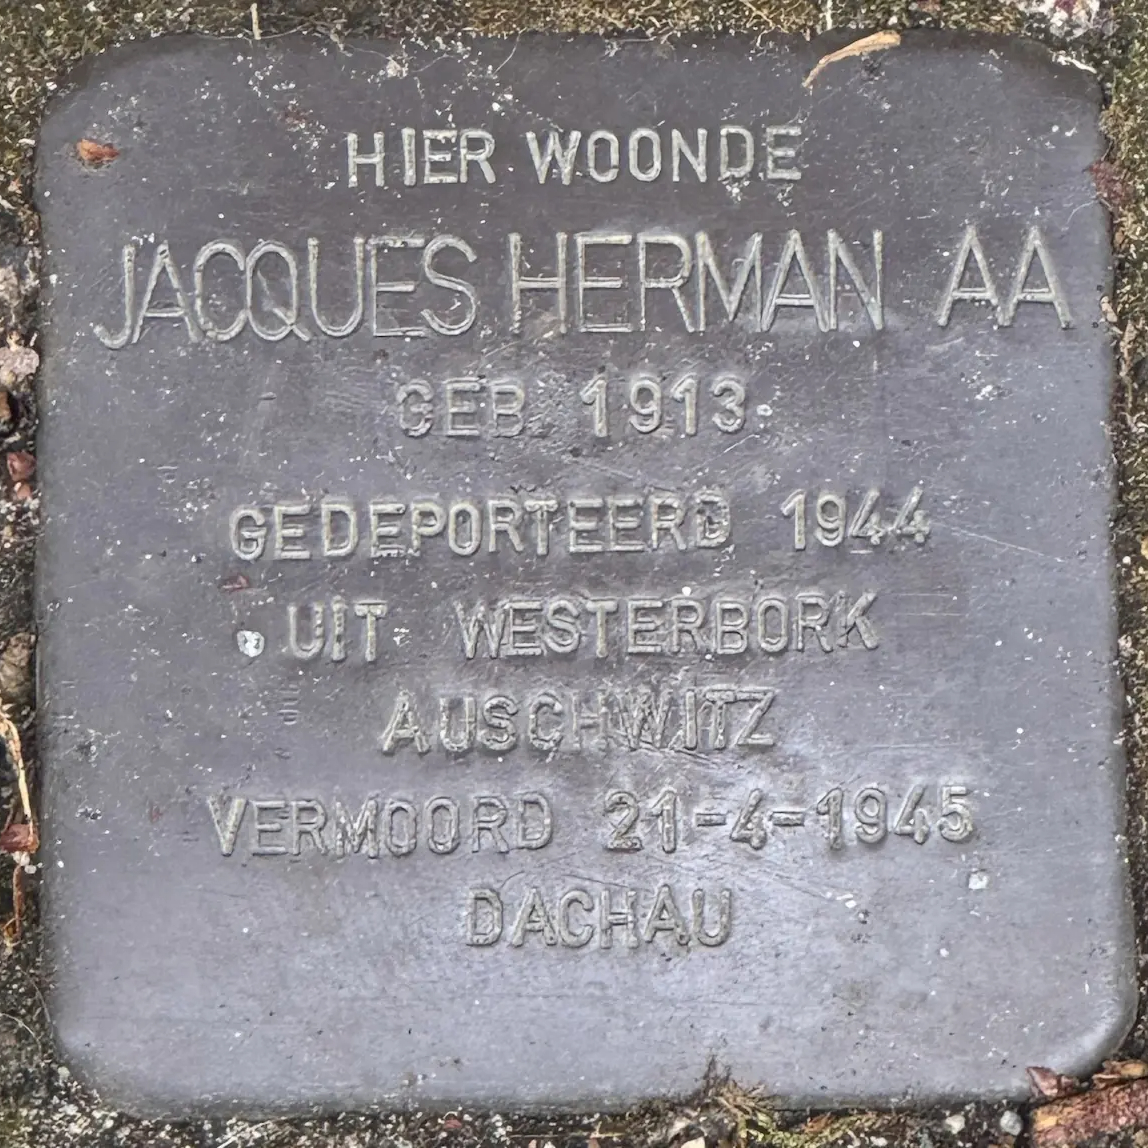 HIER WOONDE
JACQUES HERMAN AA
GEB. 1913
GEDEPORTEERD 1944
UIT WESTERBORK
AUSCHWITZ
VERMOORD 21-4-1945
DACHAU